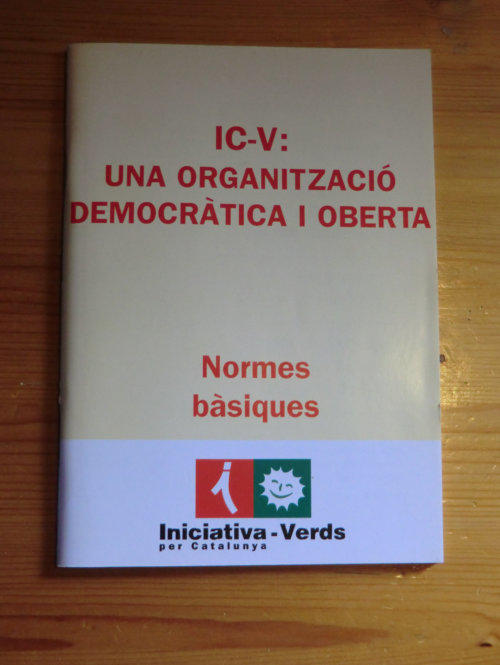 IC-V:
UNA ORGANITZACIÓ
DEMOCRÀTICA I OBERTA
Normes
bàsiques
i
Iniciativa-Verds
per Catalunya